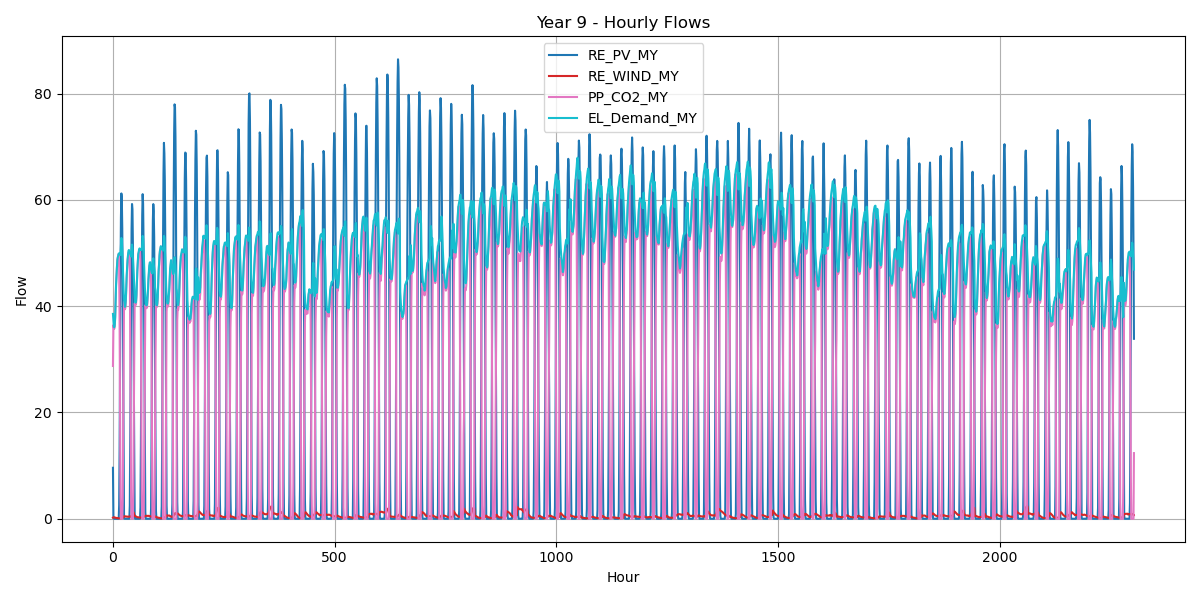 Year 9 - Hourly Flows
RE_PV_MY
RE_WIND_MY
PP_CO2_MY
EL_Demand_MY
Flow
80
60
40
20
0
0 500 1000 1500 2000
Hour